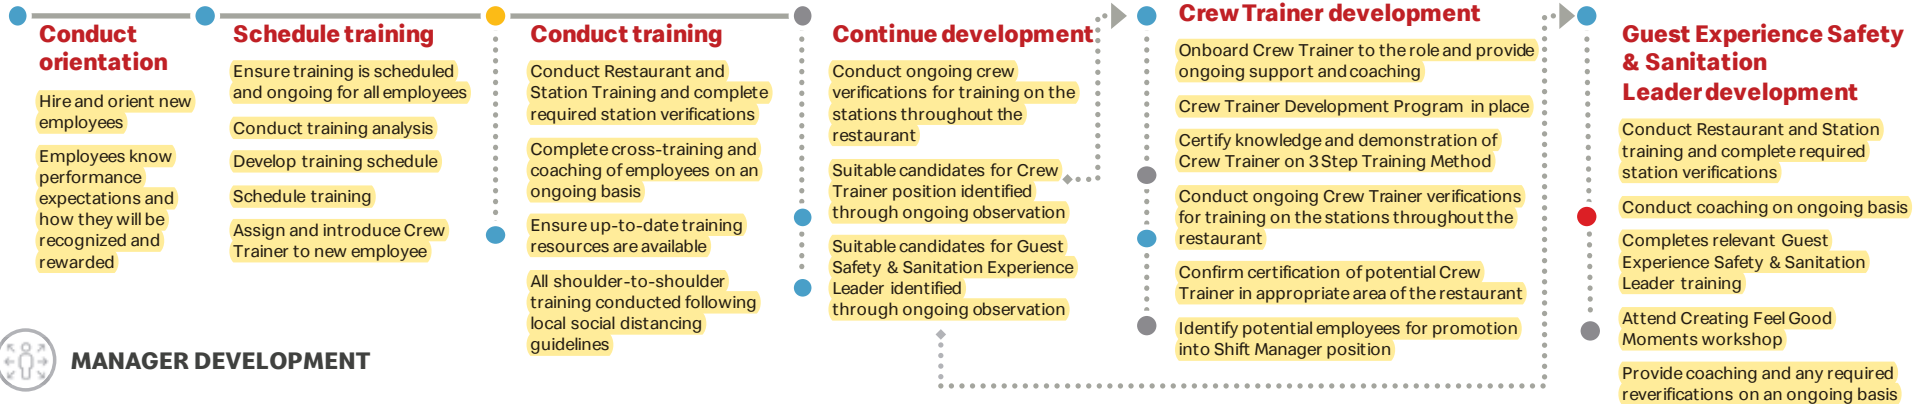 Conduct
orientation
Hire and orient new
employees
Employees know
performance
expectations and
how they will be
recognized and
rewarded
Schedule training
Ensure training is scheduled
and ongoing for all employees
Conduct training analysis
Develop training schedule
Schedule training
Assign and introduce Crew
Trainer to new employee
Conduct training
Conduct Restaurant and
Station Training and complete
required station verifications
Complete cross-training and
coaching of employees on an
ongoing basis
Ensure up-to-date training
resources are available
All shoulder-to-shoulder
training conducted following
local social distancing
guidelines
Continue development
Conduct ongoing crew
verifications for training on the
stations throughout the
restaurant
Suitable candidates for Crew
Trainer position identified
through ongoing observation
Suitable candidates for Guest
Safety & Sanitation Experience
Leader identified
through ongoing observation
Crew Trainer development
Onboard Crew Trainer to the role and provide
ongoing support and coaching
Crew Trainer Development Program in place
Certify knowledge and demonstration of
Crew Trainer on 3 Step Training Method
Conduct ongoing Crew Trainer verifications
for training on the stations throughout the
restaurant
Confirm certification of potential Crew
Trainer in appropriate area of the restaurant
Identify potential employees for promotion
into Shift Manager position
Guest Experience Safety
& Sanitation
Leader development
Conduct Restaurant and Station
training and complete required
station verifications
Conduct coaching on ongoing basis
Completes relevant Guest
Experience Safety & Sanitation
Leader training
Attend Creating Feel Good
Moments workshop
Provide coaching and any required
reverifications on an ongoing basis
MANAGER DEVELOPMENT